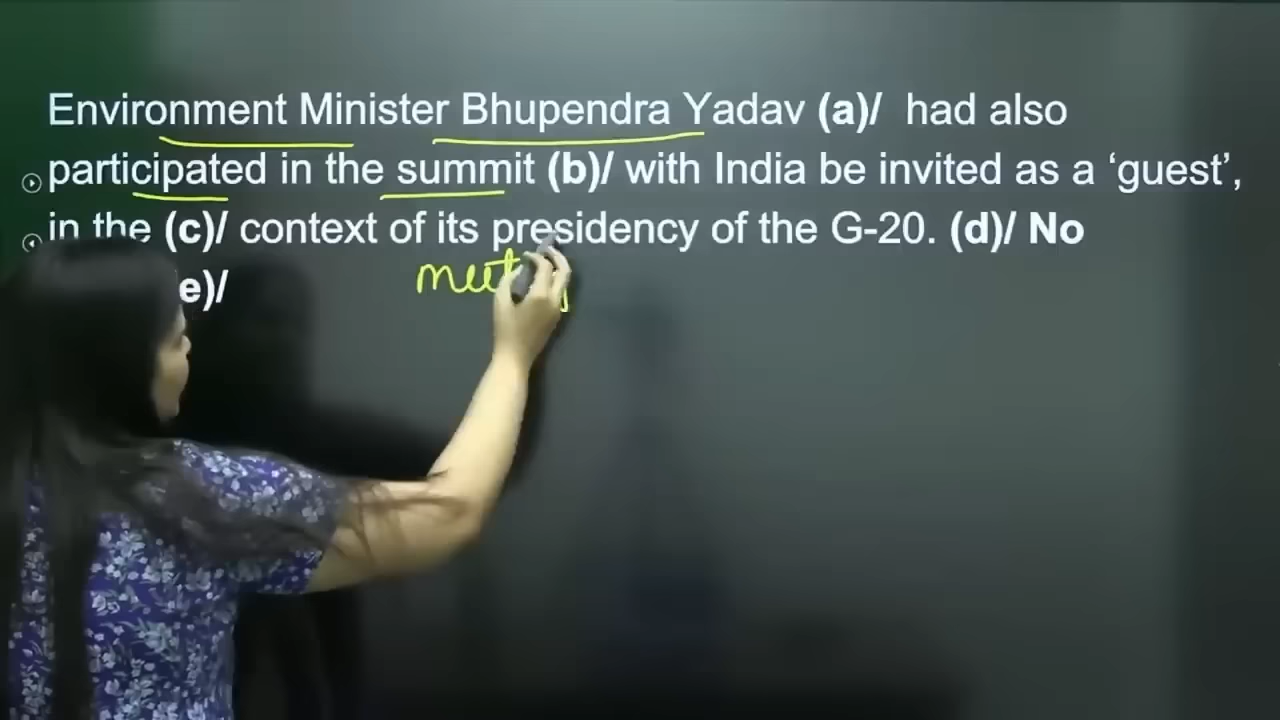 Environment Minister Bhupendra Yadav (a)/ had also
participated in the summit (b)/ with India be invited as a ‘guest’,
in the (c)/ context of its presidency of the G-20. (d)/ No
e)/